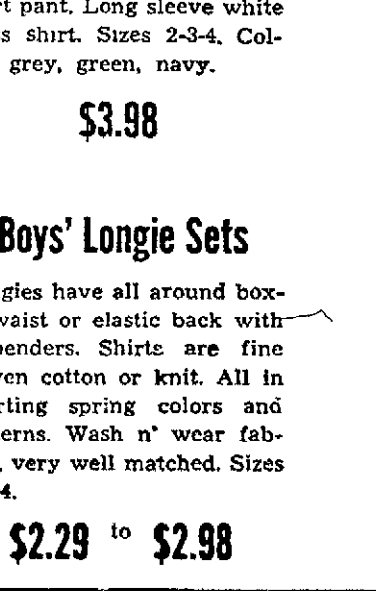 rt pant. Long sleeve white
s shirt. Sizes 2-3-4. Col-
grey, green, navy.
$3.98
Boys' Longie Sets
gies have all around box-
waist or elastic back with
penders. Shirts are fine
ven cotton or knit. All in
rting spring colors and
erns. Wash n' wear fab-
, very well matched. Sizes
4.
$2.29 to $2.98